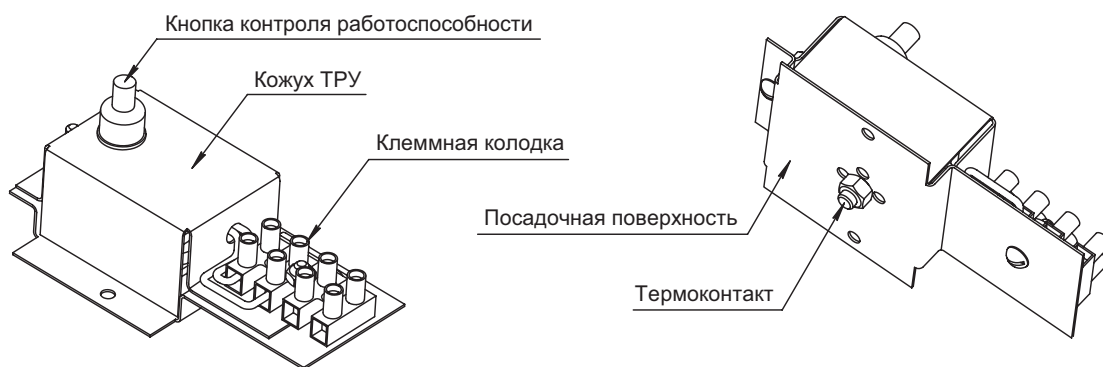 Кнопка контроля работоспособности
Кожух ТРУ
Клеммная колодка
Посадочная поверхность
Термоконтакт